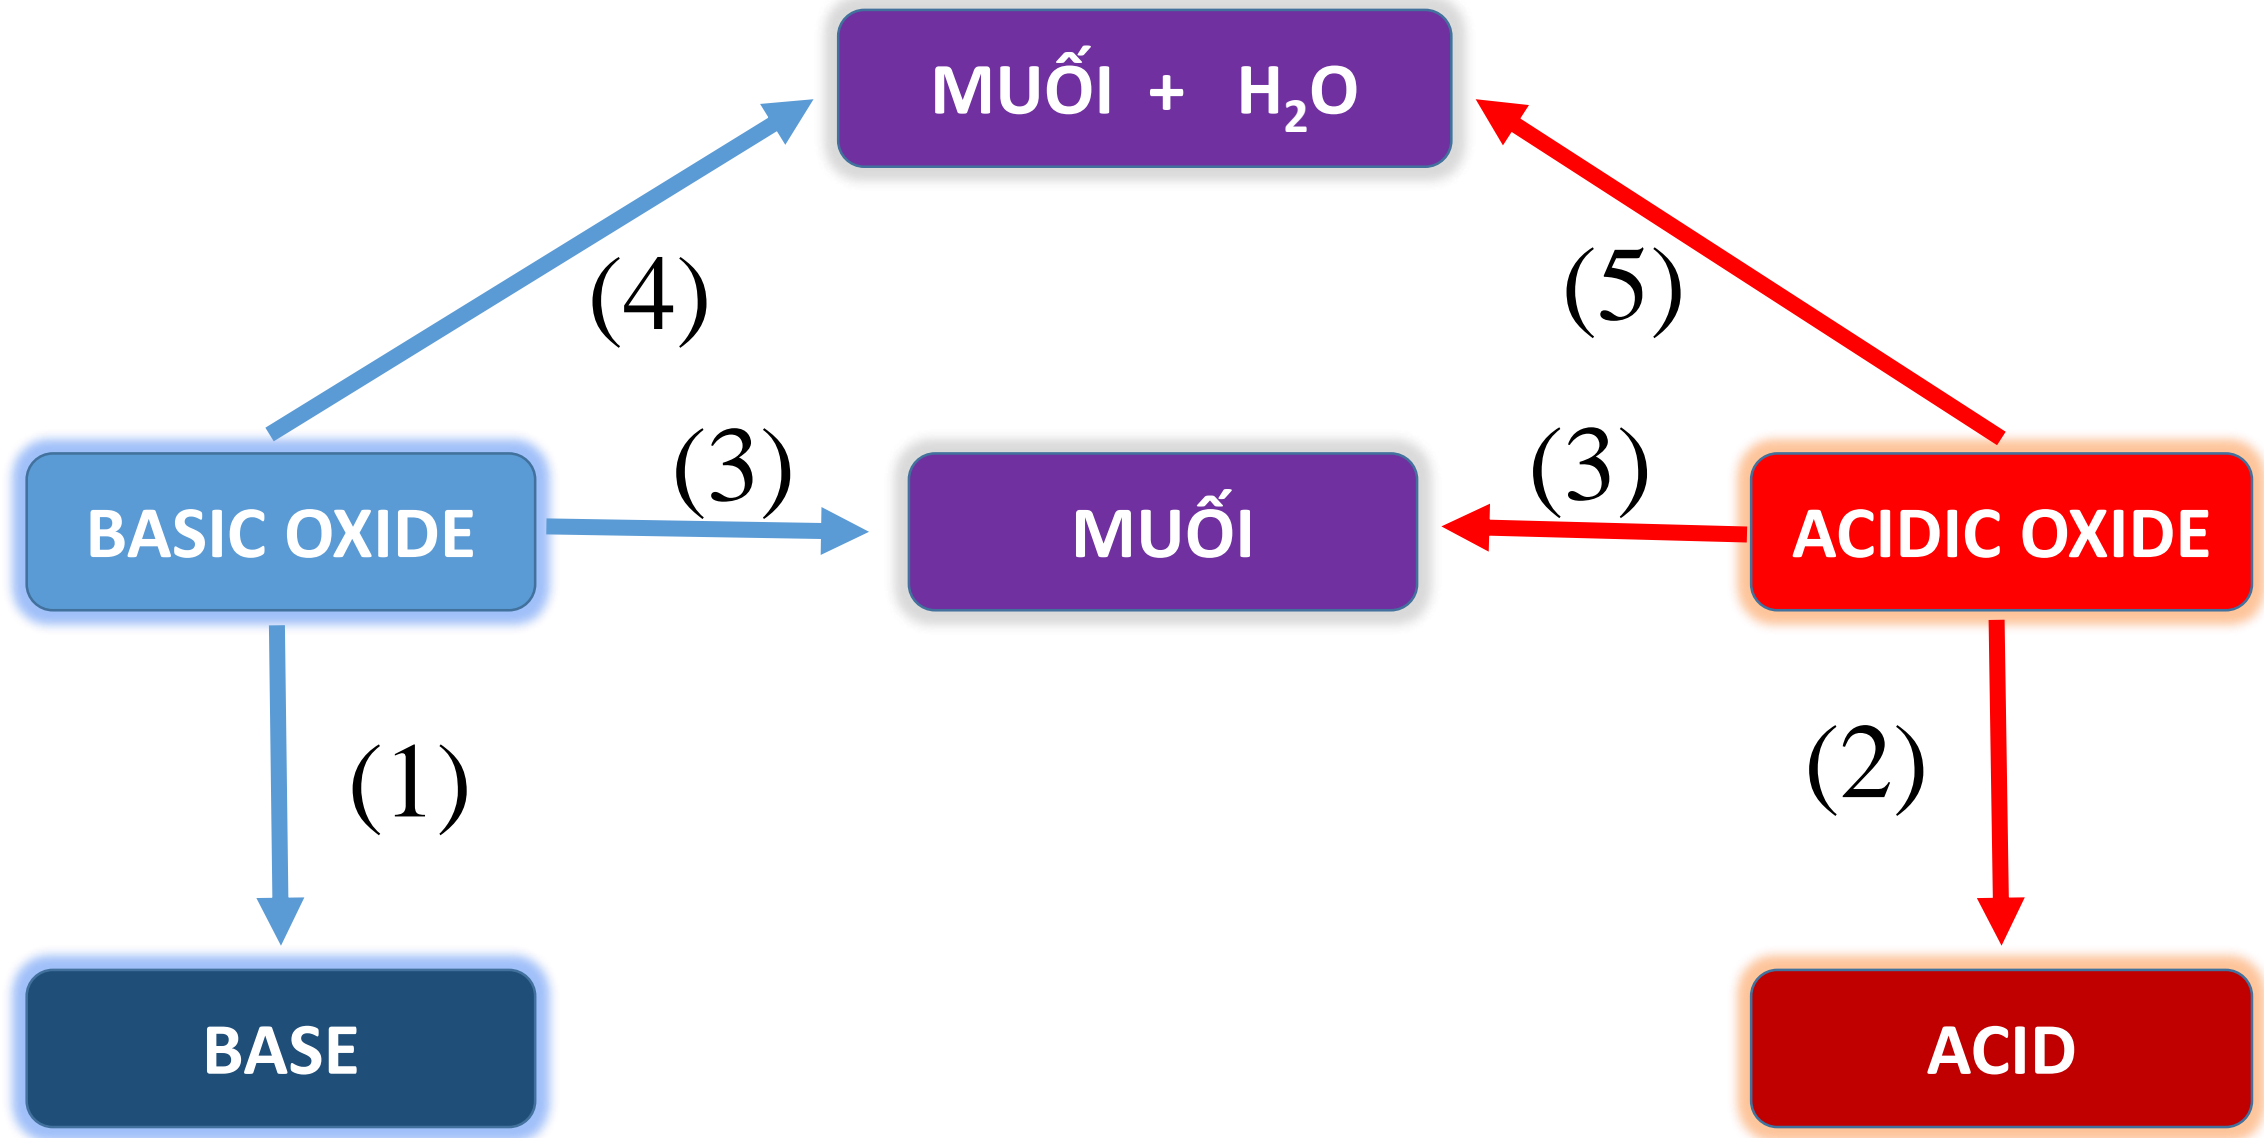 MUỐI + H₂O
(4)
(5)
(3)
(3)
BASIC OXIDE
MUỐI
ACIDIC OXIDE
(1)
(2)
BASE
ACID